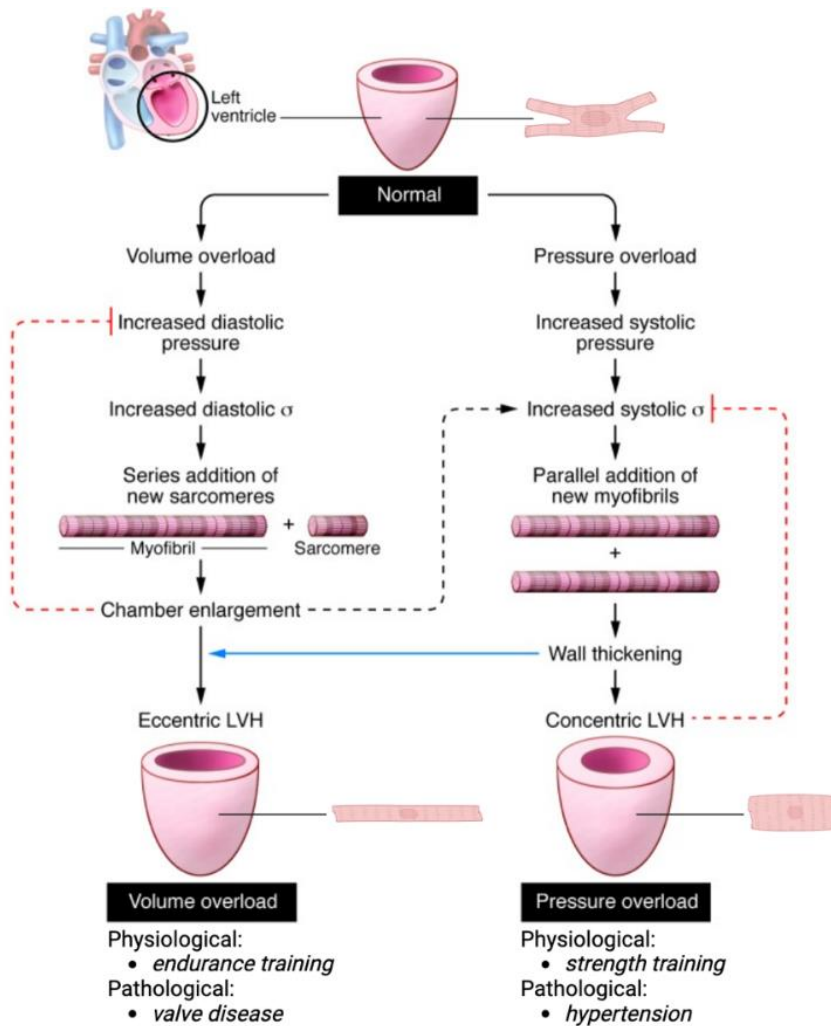 Left
ventricle
Normal
Volume overload
Pressure overload
Increased diastolic
pressure
Increased systolic
pressure
Increased diastolic σ
Increased systolic σ
Series addition of
new sarcomeres
Parallel addition of
new myofibrils
+
Myofibril
Sarcomere
+
Chamber enlargement
Wall thickening
Eccentric LVH
Concentric LVH
Volume overload
Physiological:
• endurance training
Pathological:
• valve disease
Pressure overload
Physiological:
• strength training
Pathological:
• hypertension